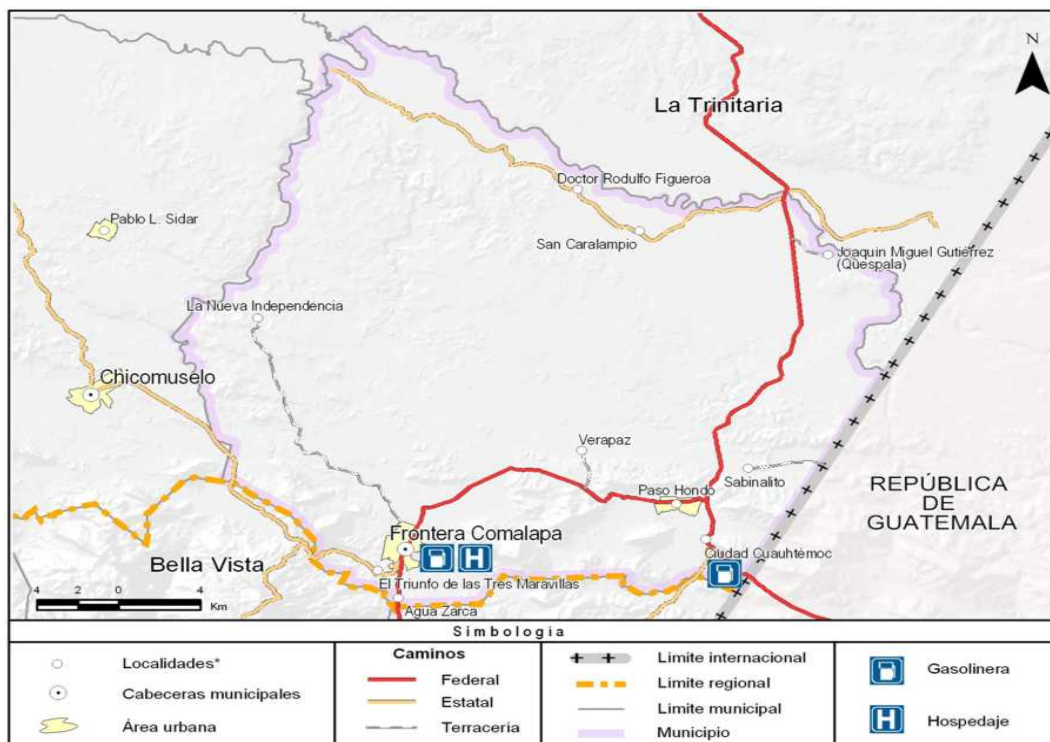 N
La Trinitaria
Doctor Rodulfo Figueroa
Pablo L. Sidar
San Caralampio
Joaquin Miguel Gutiérrez
(Quespala)
La Nueva Independencia
Chicomuselo
Verapaz
Sabinalito
REPÚBLICA
DE
GUATEMALA
Paso Hondo
Frontera Comalapa
H
Ciudad Cuauhtémoc
Bella Vista
El Triunfo de las Tres Maravillas
4 2 0 4
Km
Agua Zarca
Simbología
Localidades*
Cabeceras municipales
Área urbana
Caminos
Federal
Estatal
Terracería
Limite internacional
Limite regional
Limite municipal
Municipio
Gasolinera
H
Hospedaje